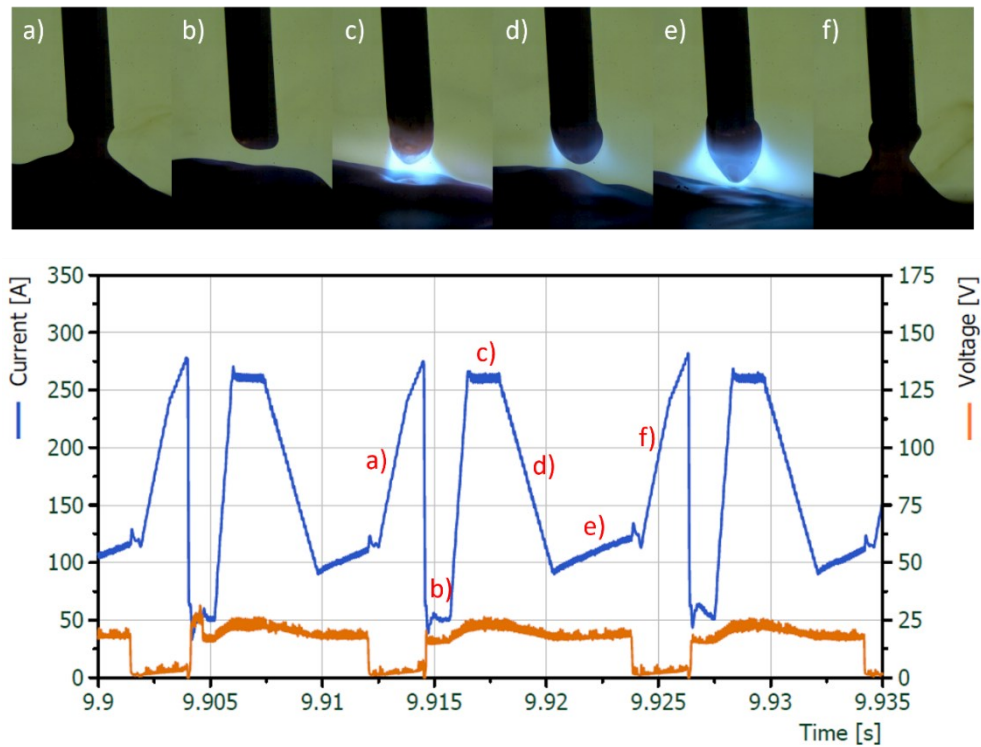 a) b) c) d) e) f)
350 175
Current [A] Voltage [V]
300 150
250 125
200 100
150 75
100 50
50 25
0 0
c)
a) f)
d)
e)
b)
9.9 9.905 9.91 9.915 9.92 9.925 9.93 9.935
Time [s]